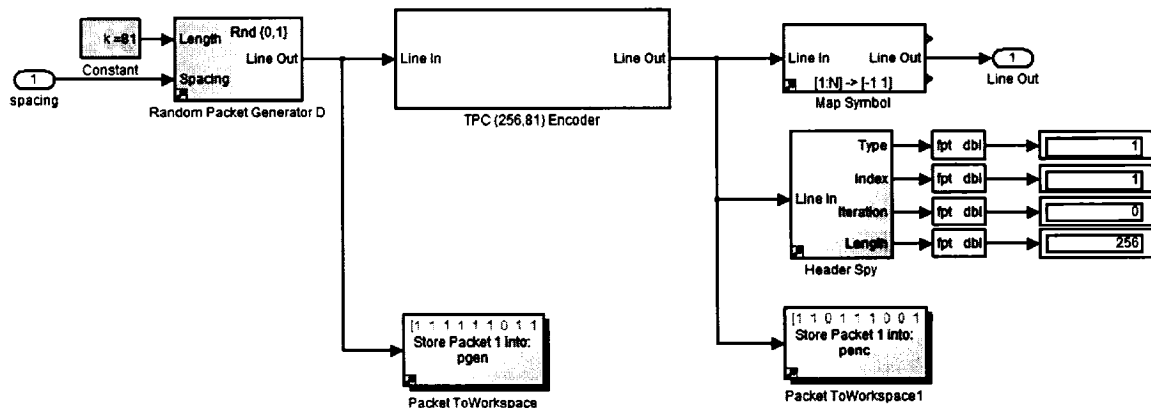 k =81
Constant
1
spacing
Rnd {0,1}
Length
Line Out
Spacing
Random Packet Generator D
Line In
Line Out
TPC (256,81) Encoder
Line In
Line Out
[1:N] -> [-1 1]
Map Symbol
1
Line Out
Line In
Type
Index
Iteration
Length
Header Spy
fpt dbl
1
fpt dbl
1
fpt dbl
0
fpt dbl
256
[1 1 1 1 1 1 0 1 1
Store Packet 1 into:
pgen
Packet ToWorkspace
[1 1 0 1 1 1 0 0 1
Store Packet 1 into:
penc
Packet ToWorkspace1